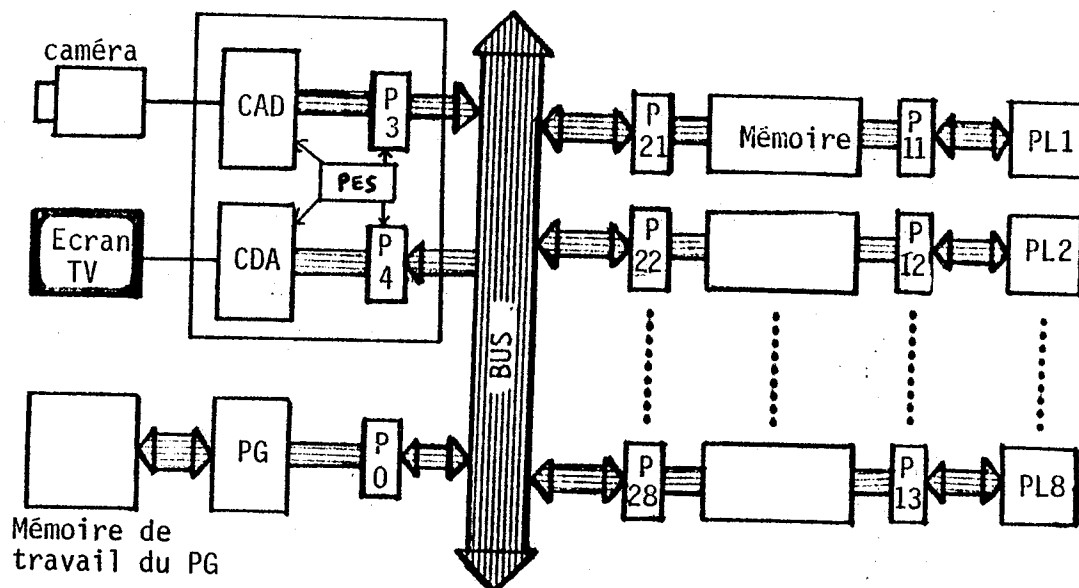 caméra
CAD
P
3
PES
Ecran
TV
CDA
P
4
BUS
PG
P
0
Mémoire de
travail du PG
P
21
Mémoire
P
11
PL1
P
22
P
12
PL2
P
28
P
13
PL8